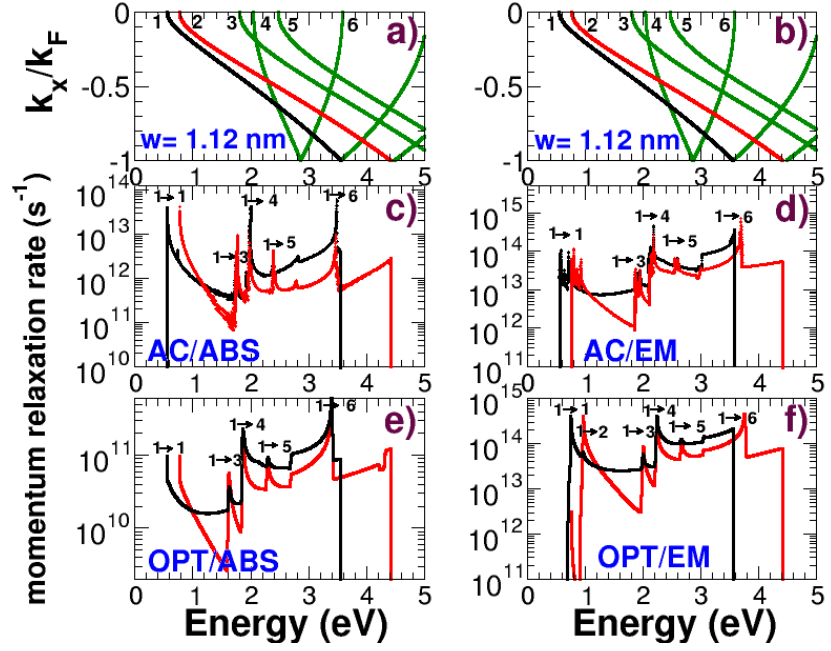 0
-0.5
-1
k_x/k_F
1 2 3 4 5 6
a)
w= 1.12 nm
0 1 2 3 4 5
0
-0.5
-1
1 2 3 4 5 6
b)
w= 1.12 nm
0 1 2 3 4 5
momentum relaxation rate (s^-1)
10^14
10^13
10^12
10^11
10^10
1→1
1→3
1→4
1→5
1→6
c)
AC/ABS
0 1 2 3 4 5
10^15
10^14
10^13
10^12
10^11
1→1
1→3
1→4
1→5
1→6
d)
AC/EM
0 1 2 3 4 5
10^11
10^10
1→1
1→3
1→4
1→5
1→6
e)
OPT/ABS
0 1 2 3 4 5
Energy (eV)
10^15
10^14
10^13
10^12
10^11
1→1
1→2
1→3
1→4
1→5
1→6
f)
OPT/EM
0 1 2 3 4 5
Energy (eV)